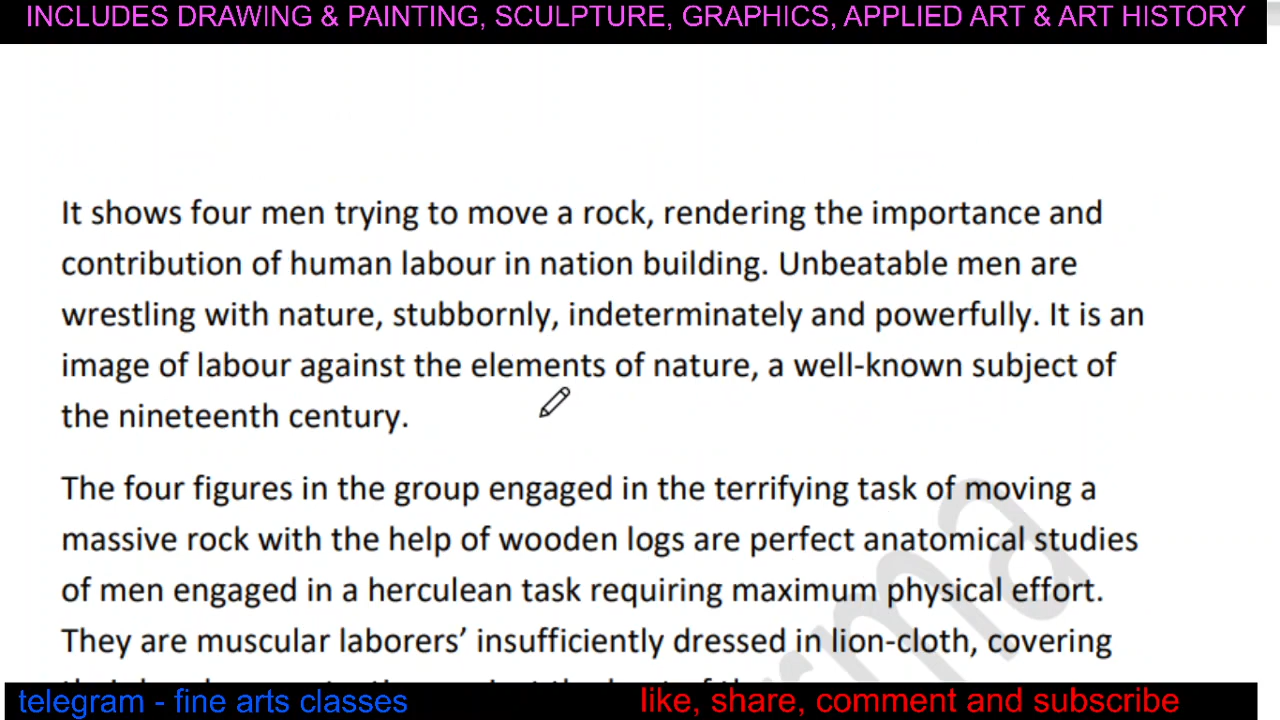 INCLUDES DRAWING & PAINTING, SCULPTURE, GRAPHICS, APPLIED ART & ART HISTORY
It shows four men trying to move a rock, rendering the importance and
contribution of human labour in nation building. Unbeatable men are
wrestling with nature, stubbornly, indeterminately and powerfully. It is an
image of labour against the elements of nature, a well-known subject of
the nineteenth century.
The four figures in the group engaged in the terrifying task of moving a
massive rock with the help of wooden logs are perfect anatomical studies
of men engaged in a herculean task requiring maximum physical effort.
They are muscular laborers’ insufficiently dressed in lion-cloth, covering
telegram - fine arts classes
like, share, comment and subscribe